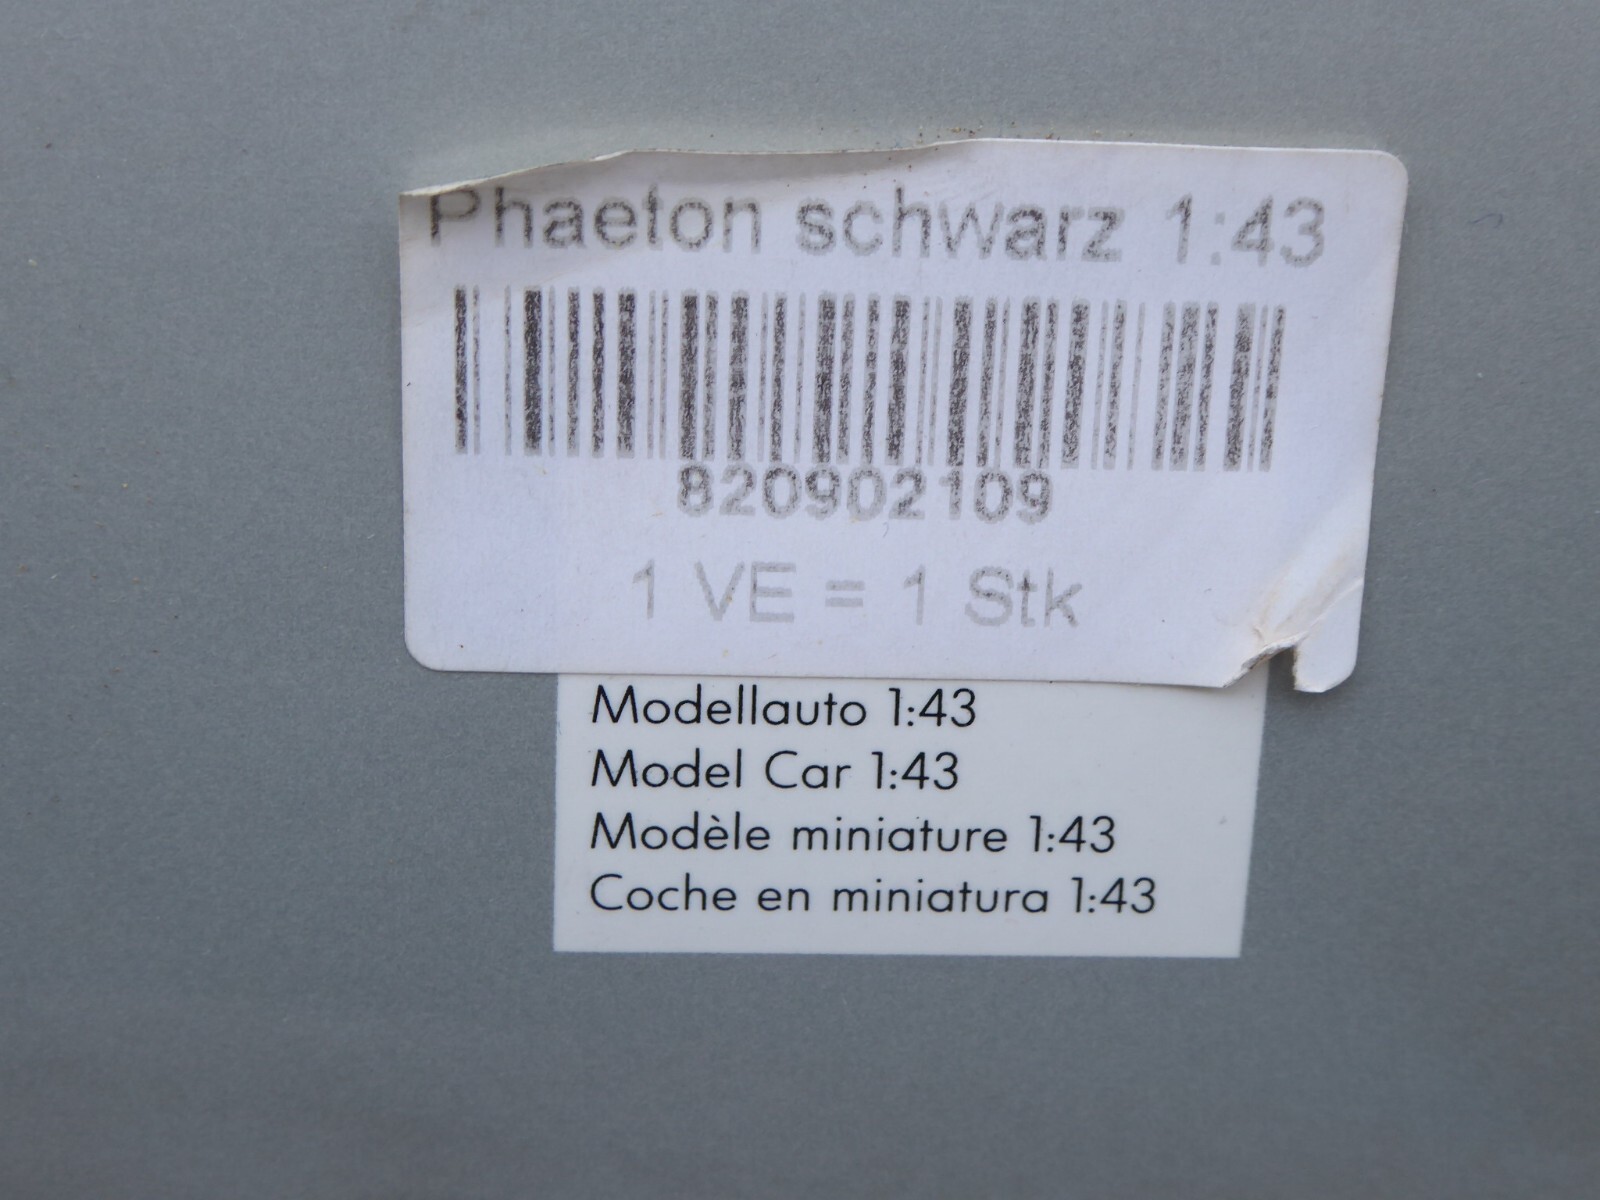 Phaeton schwarz 1:43
820902109
1 VE = 1 Stk
Modellauto 1:43
Model Car 1:43
Modèle miniature 1:43
Coche en miniatura 1:43